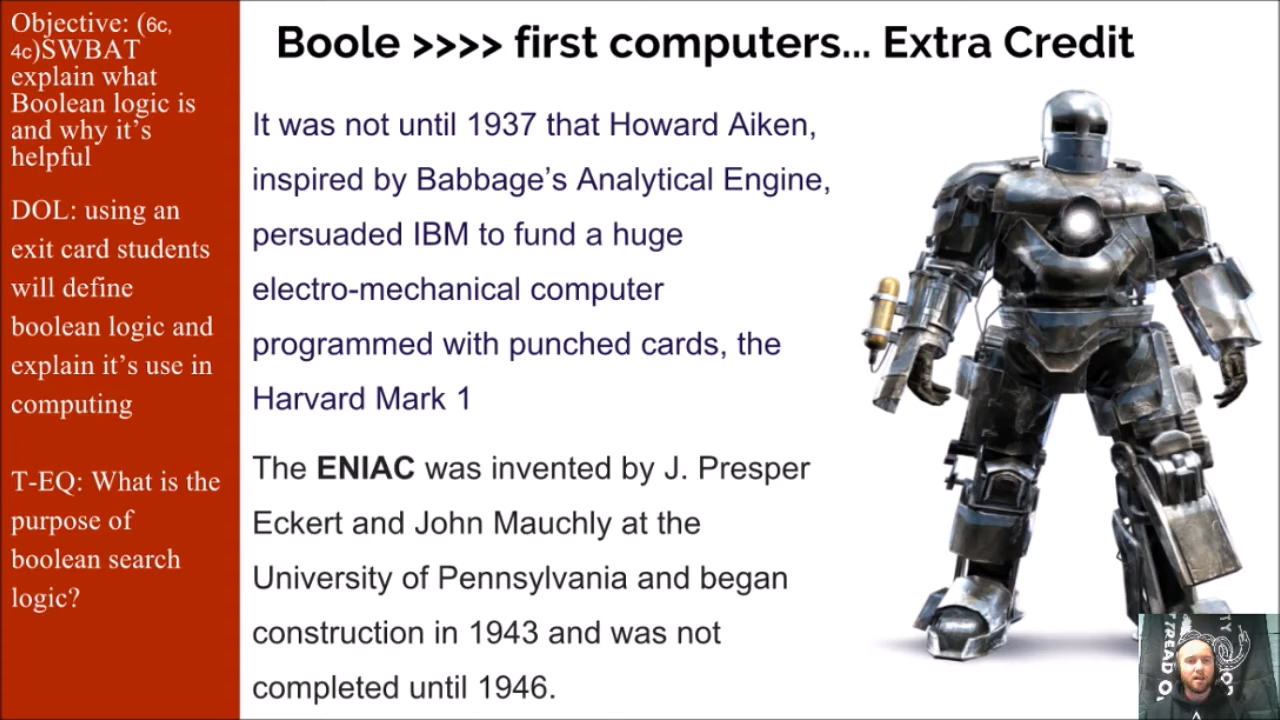 Objective: (6c,
4c)SWBAT
explain what
Boolean logic is
and why it's
helpful
DOL: using an
exit card students
will define
boolean logic and
explain it's use in
computing
T-EQ: What is the
purpose of
boolean search
logic?
Boole >>>> first computers... Extra Credit
It was not until 1937 that Howard Aiken,
inspired by Babbage's Analytical Engine,
persuaded IBM to fund a huge
electro-mechanical computer
programmed with punched cards, the
Harvard Mark 1
The ENIAC was invented by J. Presper
Eckert and John Mauchly at the
University of Pennsylvania and began
construction in 1943 and was not
completed until 1946.